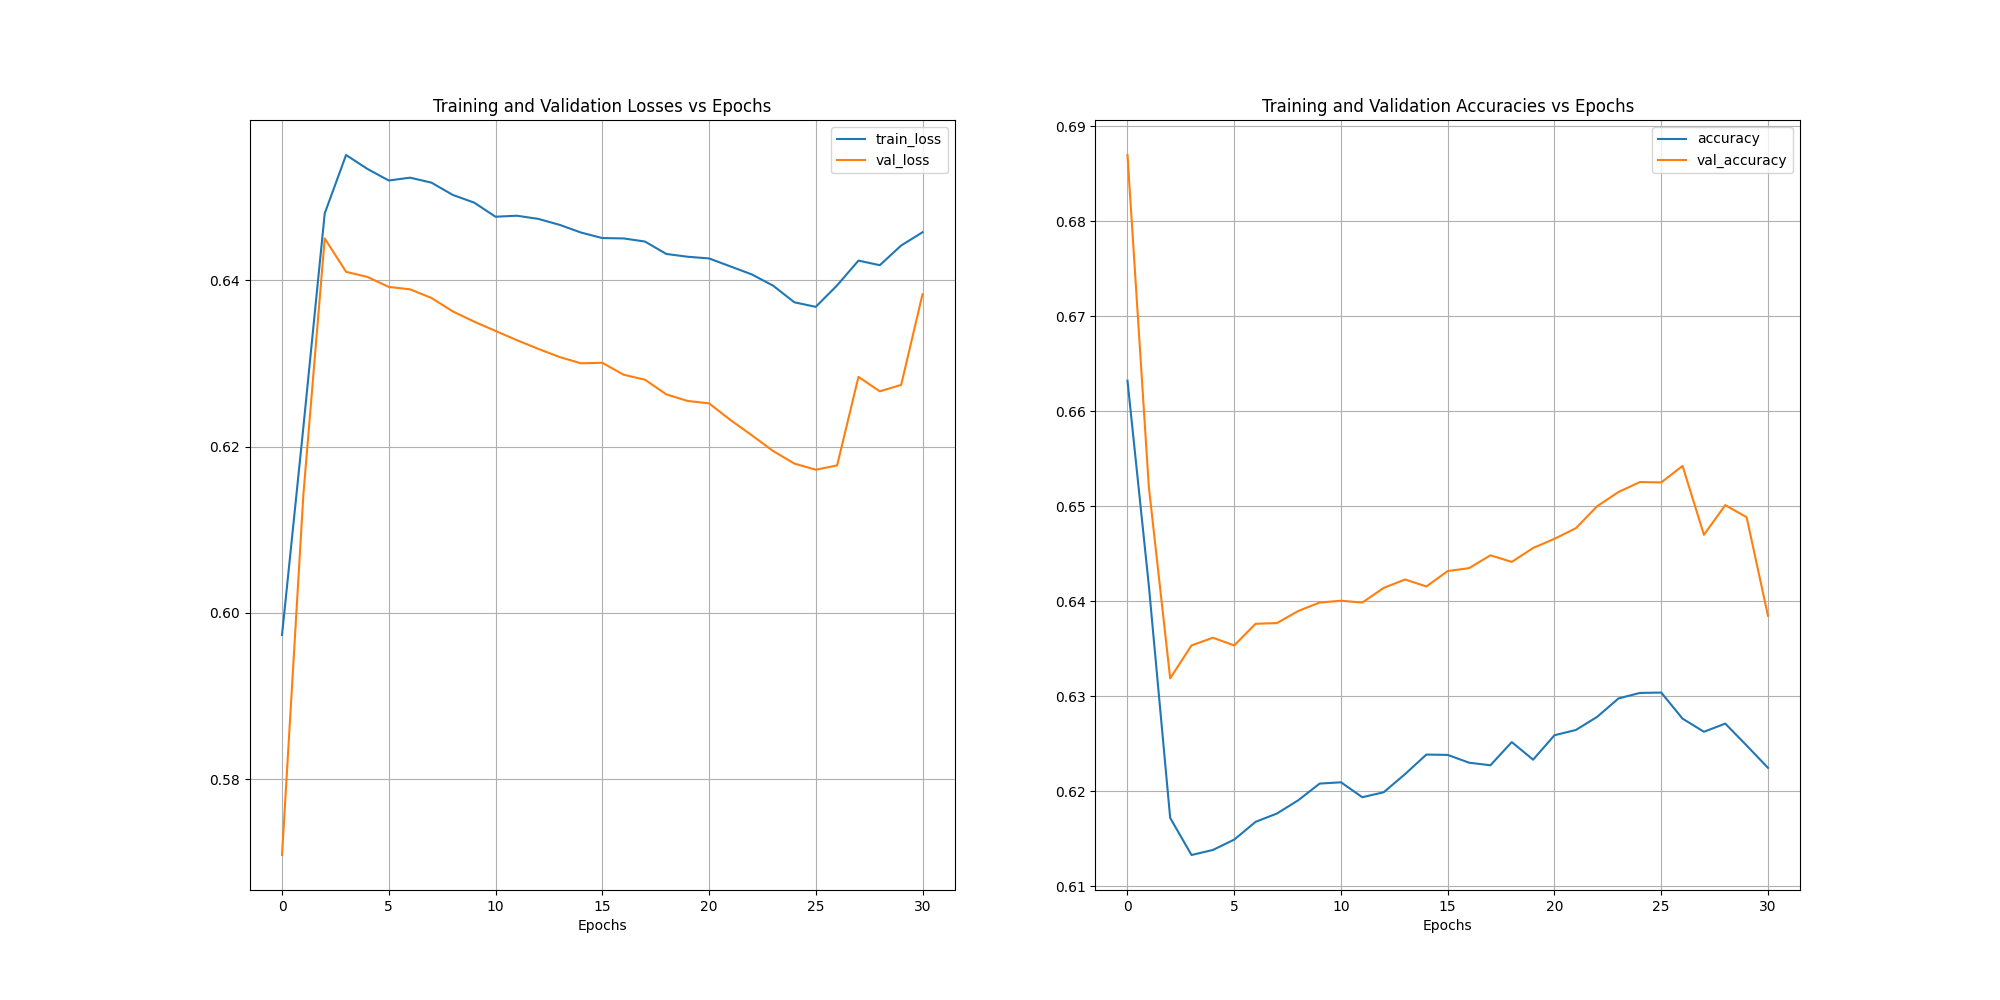 Training and Validation Losses vs Epochs
train_loss
val_loss
0.64
0.62
0.60
0.58
0 5 10 15 20 25 30
Epochs
Training and Validation Accuracies vs Epochs
accuracy
val_accuracy
0.69
0.68
0.67
0.66
0.65
0.64
0.63
0.62
0.61
0 5 10 15 20 25 30
Epochs